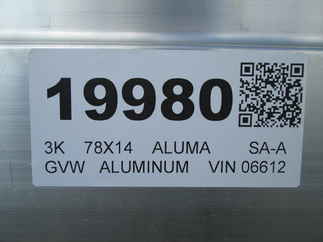 19980
3K 78X14 ALUMA SA-A
GVW ALUMINUM VIN 06612